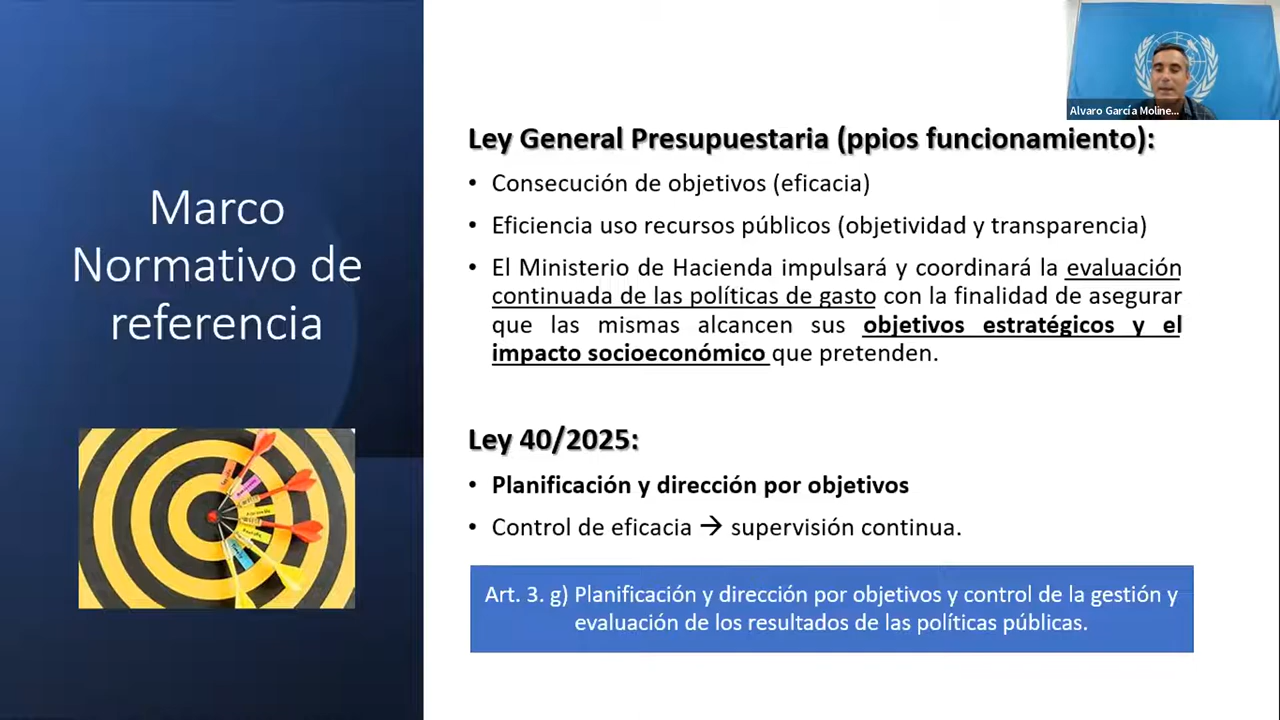 Alvaro García Moline...
Ley General Presupuestaria (ppios funcionamiento):
• Consecución de objetivos (eficacia)
• Eficiencia uso recursos públicos (objetividad y transparencia)
• El Ministerio de Hacienda impulsará y coordinará la evaluación
continuada de las políticas de gasto con la finalidad de asegurar
que las mismas alcancen sus objetivos estratégicos y el
impacto socioeconómico que pretenden.
Marco
Normativo de
referencia
Ley 40/2025:
• Planificación y dirección por objetivos
• Control de eficacia → supervisión continua.
Art. 3. g) Planificación y dirección por objetivos y control de la gestión y
evaluación de los resultados de las políticas públicas.